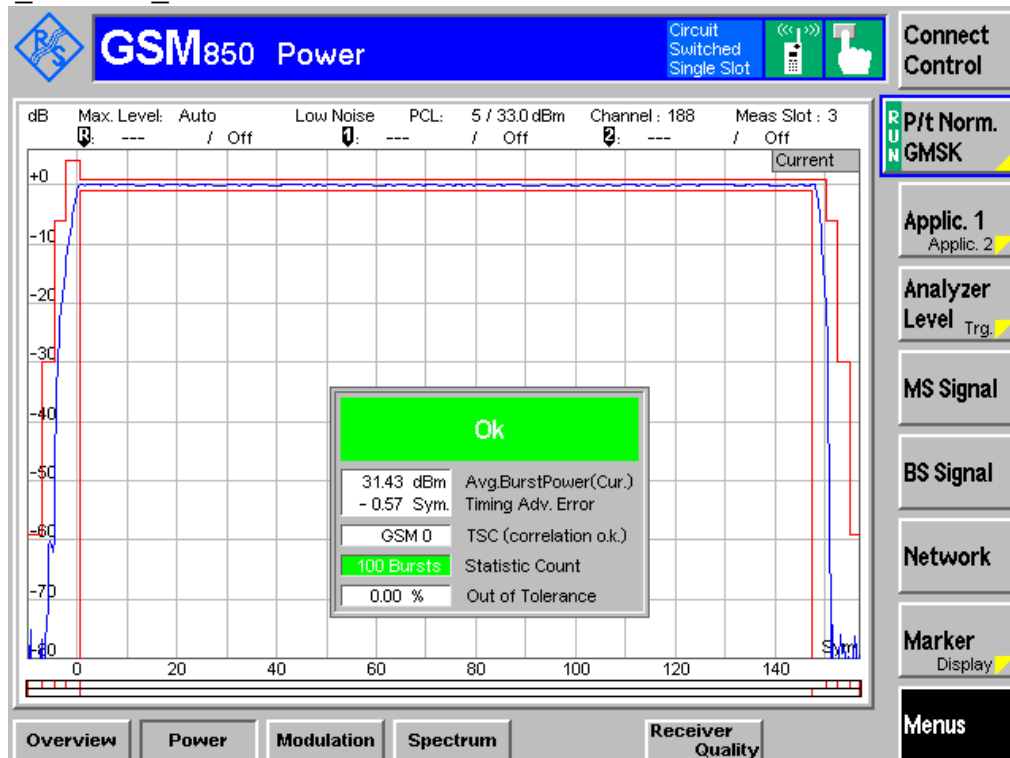 R&S
GSM850 Power
Circuit
Switched
Single Slot
Connect
Control
dB Max. Level: Auto Low Noise PCL: 5 / 33.0 dBm Channel : 188 Meas Slot : 3
R: --- / Off 1: --- / Off 2: --- / Off
Current
RUN
P/t Norm.
GMSK
Applic. 1
Applic. 2
Analyzer
Level Trg.
MS Signal
BS Signal
Network
Marker
Display
Menus
+0
-10
-20
-30
-40
-50
-60
-70
-80
Ok
31.43 dBm Avg.BurstPower(Cur.)
- 0.57 Sym. Timing Adv. Error
GSM 0 TSC (correlation o.k.)
100 Bursts Statistic Count
0.00 % Out of Tolerance
Sym
0 20 40 60 80 100 120 140
Overview Power Modulation Spectrum Receiver
Quality